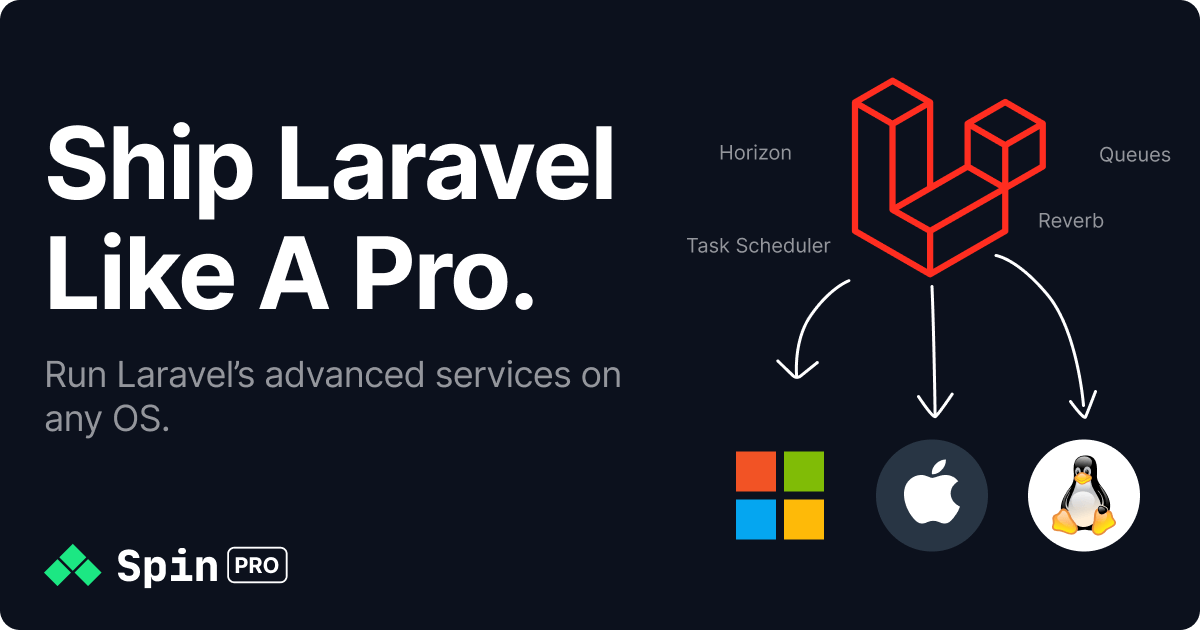 Ship Laravel
Like A Pro.
Run Laravel’s advanced services on
any OS.
Spin PRO
Horizon
Queues
Reverb
Task Scheduler